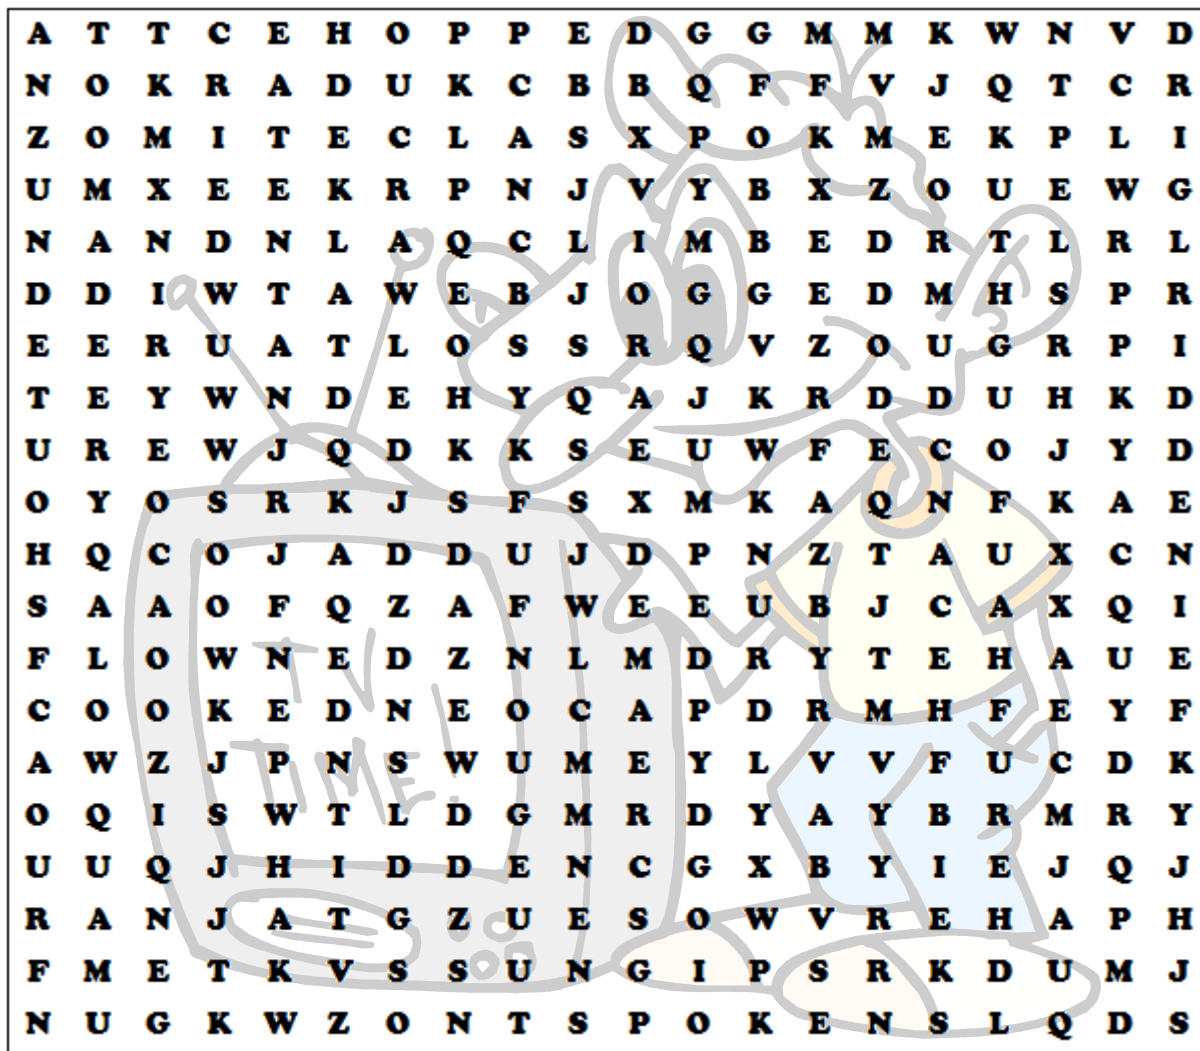 A T T C E H O P P E D G G M M K W N V D
N O K R A D U K C B B Q F F V J Q T C R
Z O M I T E C L A S X P O K M E K P L I
U M X E E K R P N J V Y B X Z O U E W G
N A N D N L A Q C L I M B E D R T L R L
D D I W T A W E B J O G G E D M H S P R
E E R U A T L O S S R Q V Z O U G R P I
T E Y W N D E H Y Q A J K R D D U H K D
U R E W J Q D K K S E U W F E C O J Y D
O Y O S R K J S F S X M K A Q N F K A E
H Q C O J A D D U J D P N Z T A U X C N
S A A O F Q Z A F W E E U B J C A X Q I
F L O W N E D Z N L M D R Y T E H A U E
TV
C O O K E D N E O C A P D R M H F E Y F
A W Z J P N S W U M E Y L V V F U C D K
TIME!
O Q I S W T L D G M R D Y A Y B R M R Y
U U Q J H I D D E N C G X B Y I E J Q J
R A N J A T G Z U E S O W V R E H A P H
F M E T K V S S U N G I P S R K D U M J
N U G K W Z O N T S P O K E N S L Q D S